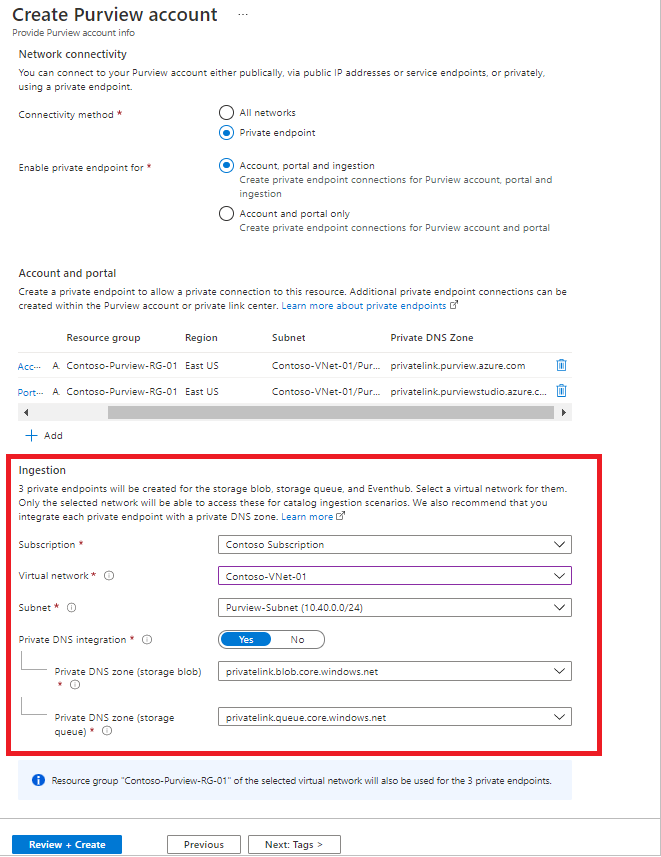 Create Purview account ...
Provide Purview account info
Network connectivity
You can connect to your Purview account either publically, via public IP addresses or service endpoints, or privately,
using a private endpoint.
Connectivity method *
All networks
Private endpoint
Enable private endpoint for *
Account, portal and ingestion
Create private endpoint connections for Purview account, portal and
ingestion
Account and portal only
Create private endpoint connections for Purview account and portal
Account and portal
Create a private endpoint to allow a private connection to this resource. Additional private endpoint connections can be
created within the Purview account or private link center. Learn more about private endpoints
Resource group Region Subnet Private DNS Zone
Acc... A Contoso-Purview-RG-01 East US Contoso-VNet-01/Pur... privatelink.purview.azure.com
Port... A Contoso-Purview-RG-01 East US Contoso-VNet-01/Pur... privatelink.purviewstudio.azure.c...
+ Add
Ingestion
3 private endpoints will be created for the storage blob, storage queue, and Eventhub. Select a virtual network for them.
Only the selected network will be able to access these for catalog ingestion scenarios. We also recommend that you
integrate each private endpoint with a private DNS zone. Learn more
Subscription * Contoso Subscription
Virtual network * Contoso-VNet-01
Subnet * Purview-Subnet (10.40.0.0/24)
Private DNS integration * Yes No
Private DNS zone (storage blob)
* privatelink.blob.core.windows.net
Private DNS zone (storage
queue) * privatelink.queue.core.windows.net
Resource group "Contoso-Purview-RG-01" of the selected virtual network will also be used for the 3 private endpoints.
Review + Create Previous Next: Tags >